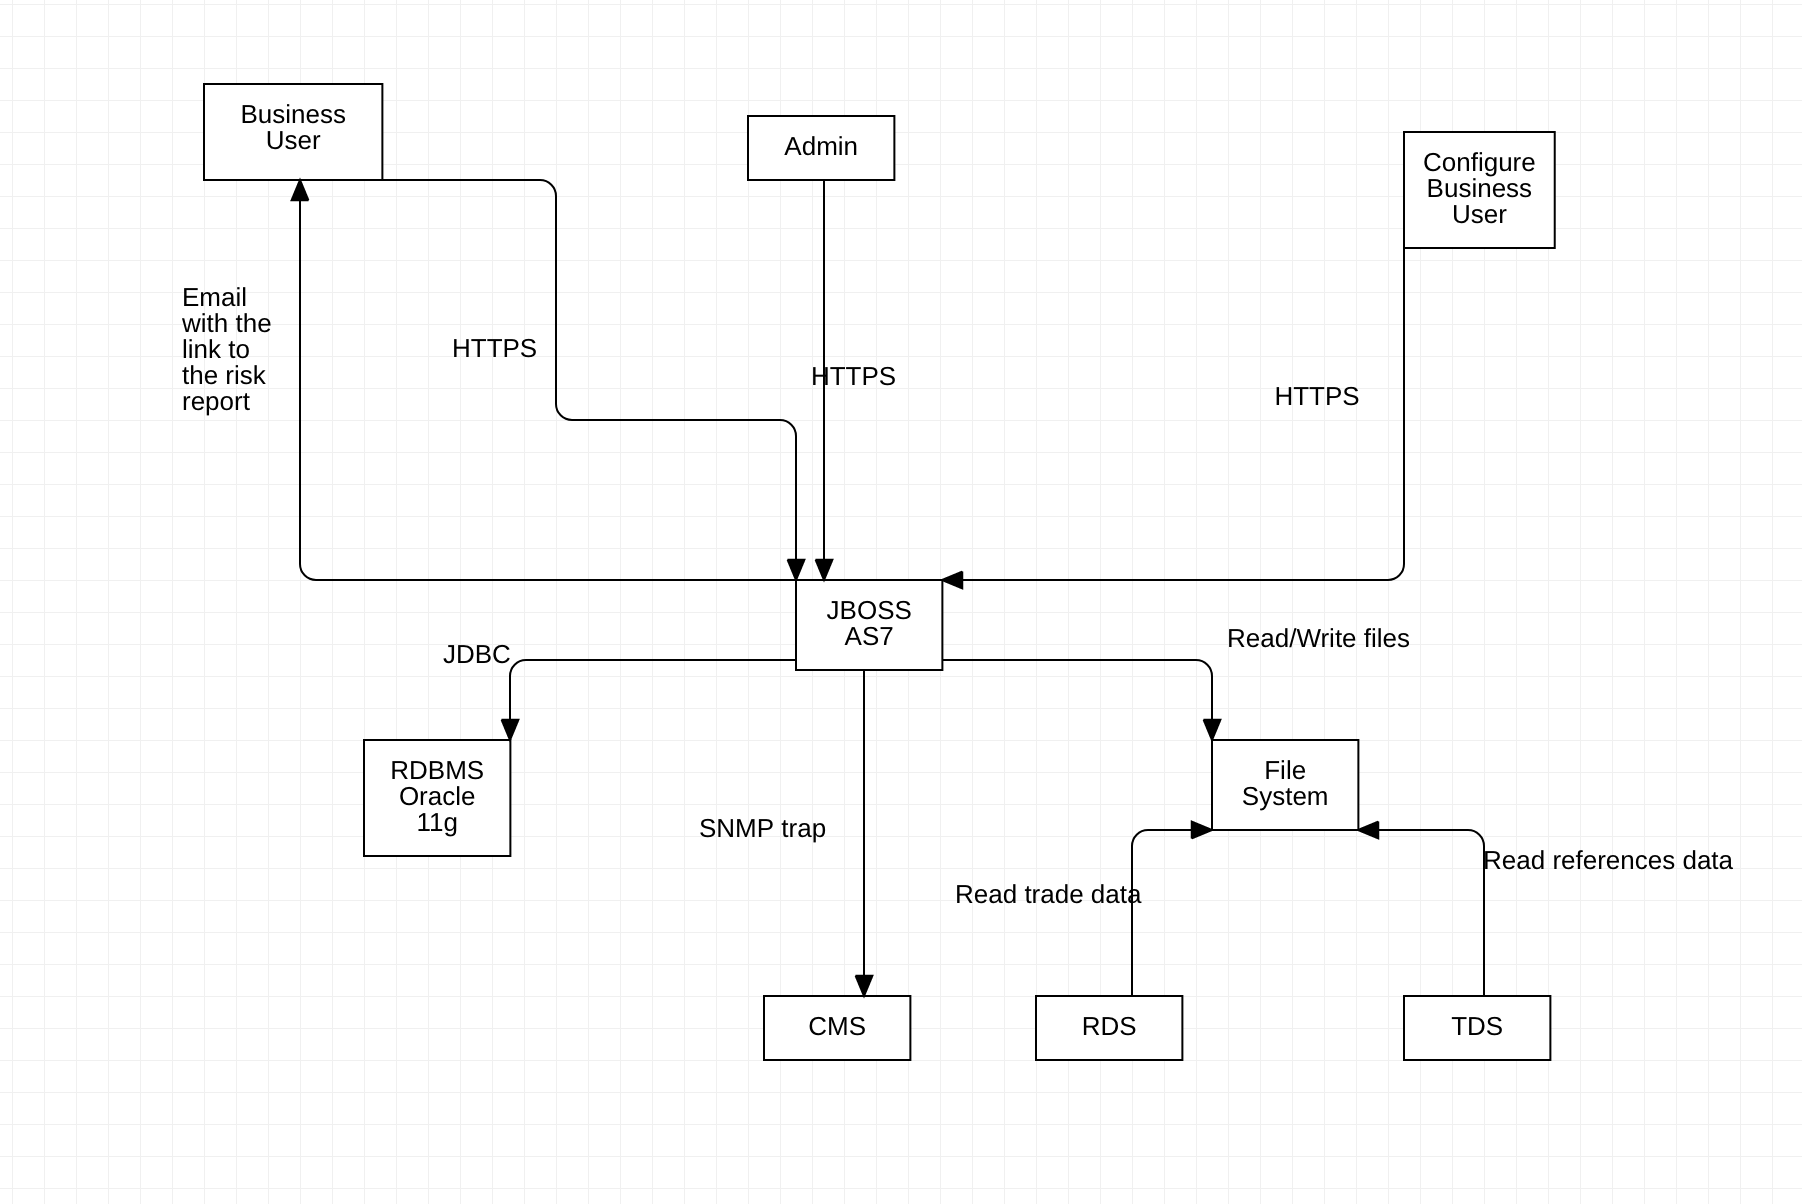 Business
User
Admin
Configure
Business
User
Email
with the
link to
the risk
report
HTTPS
HTTPS
HTTPS
JBOSS
AS7
JDBC
Read/Write files
RDBMS
Oracle
11g
File
System
SNMP trap
Read references data
Read trade data
CMS
RDS
TDS